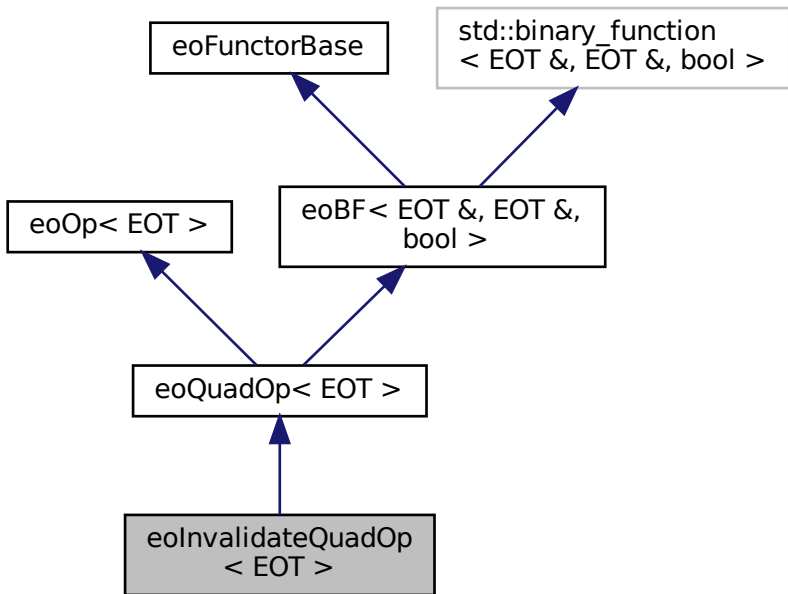 eoFunctorBase
std::binary_function
< EOT &, EOT &, bool >
eoOp< EOT >
eoBF< EOT &, EOT &,
bool >
eoQuadOp< EOT >
eoInvalidateQuadOp
< EOT >